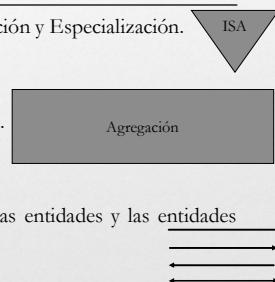 ción y Especialización.
ISA
Agregación
as entidades y las entidades